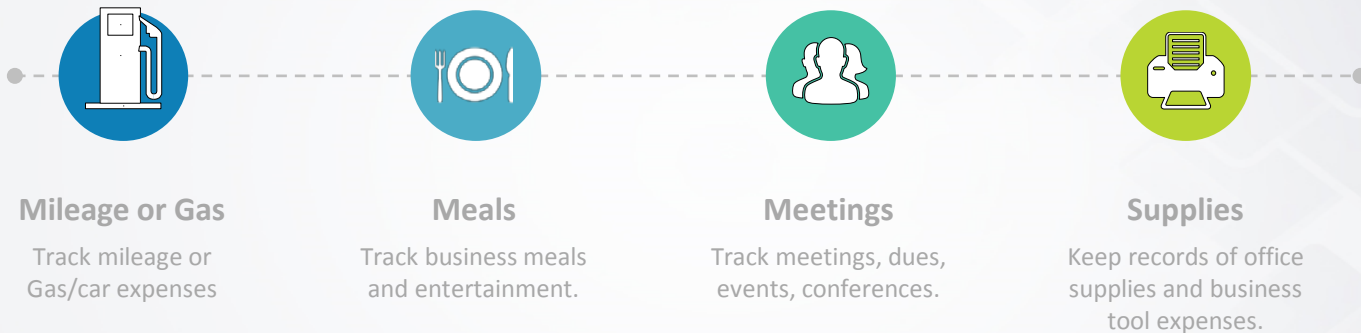 Mileage or Gas
Track mileage or
Gas/car expenses
Meals
Track business meals
and entertainment.
Meetings
Track meetings, dues,
events, conferences.
Supplies
Keep records of office
supplies and business
tool expenses.